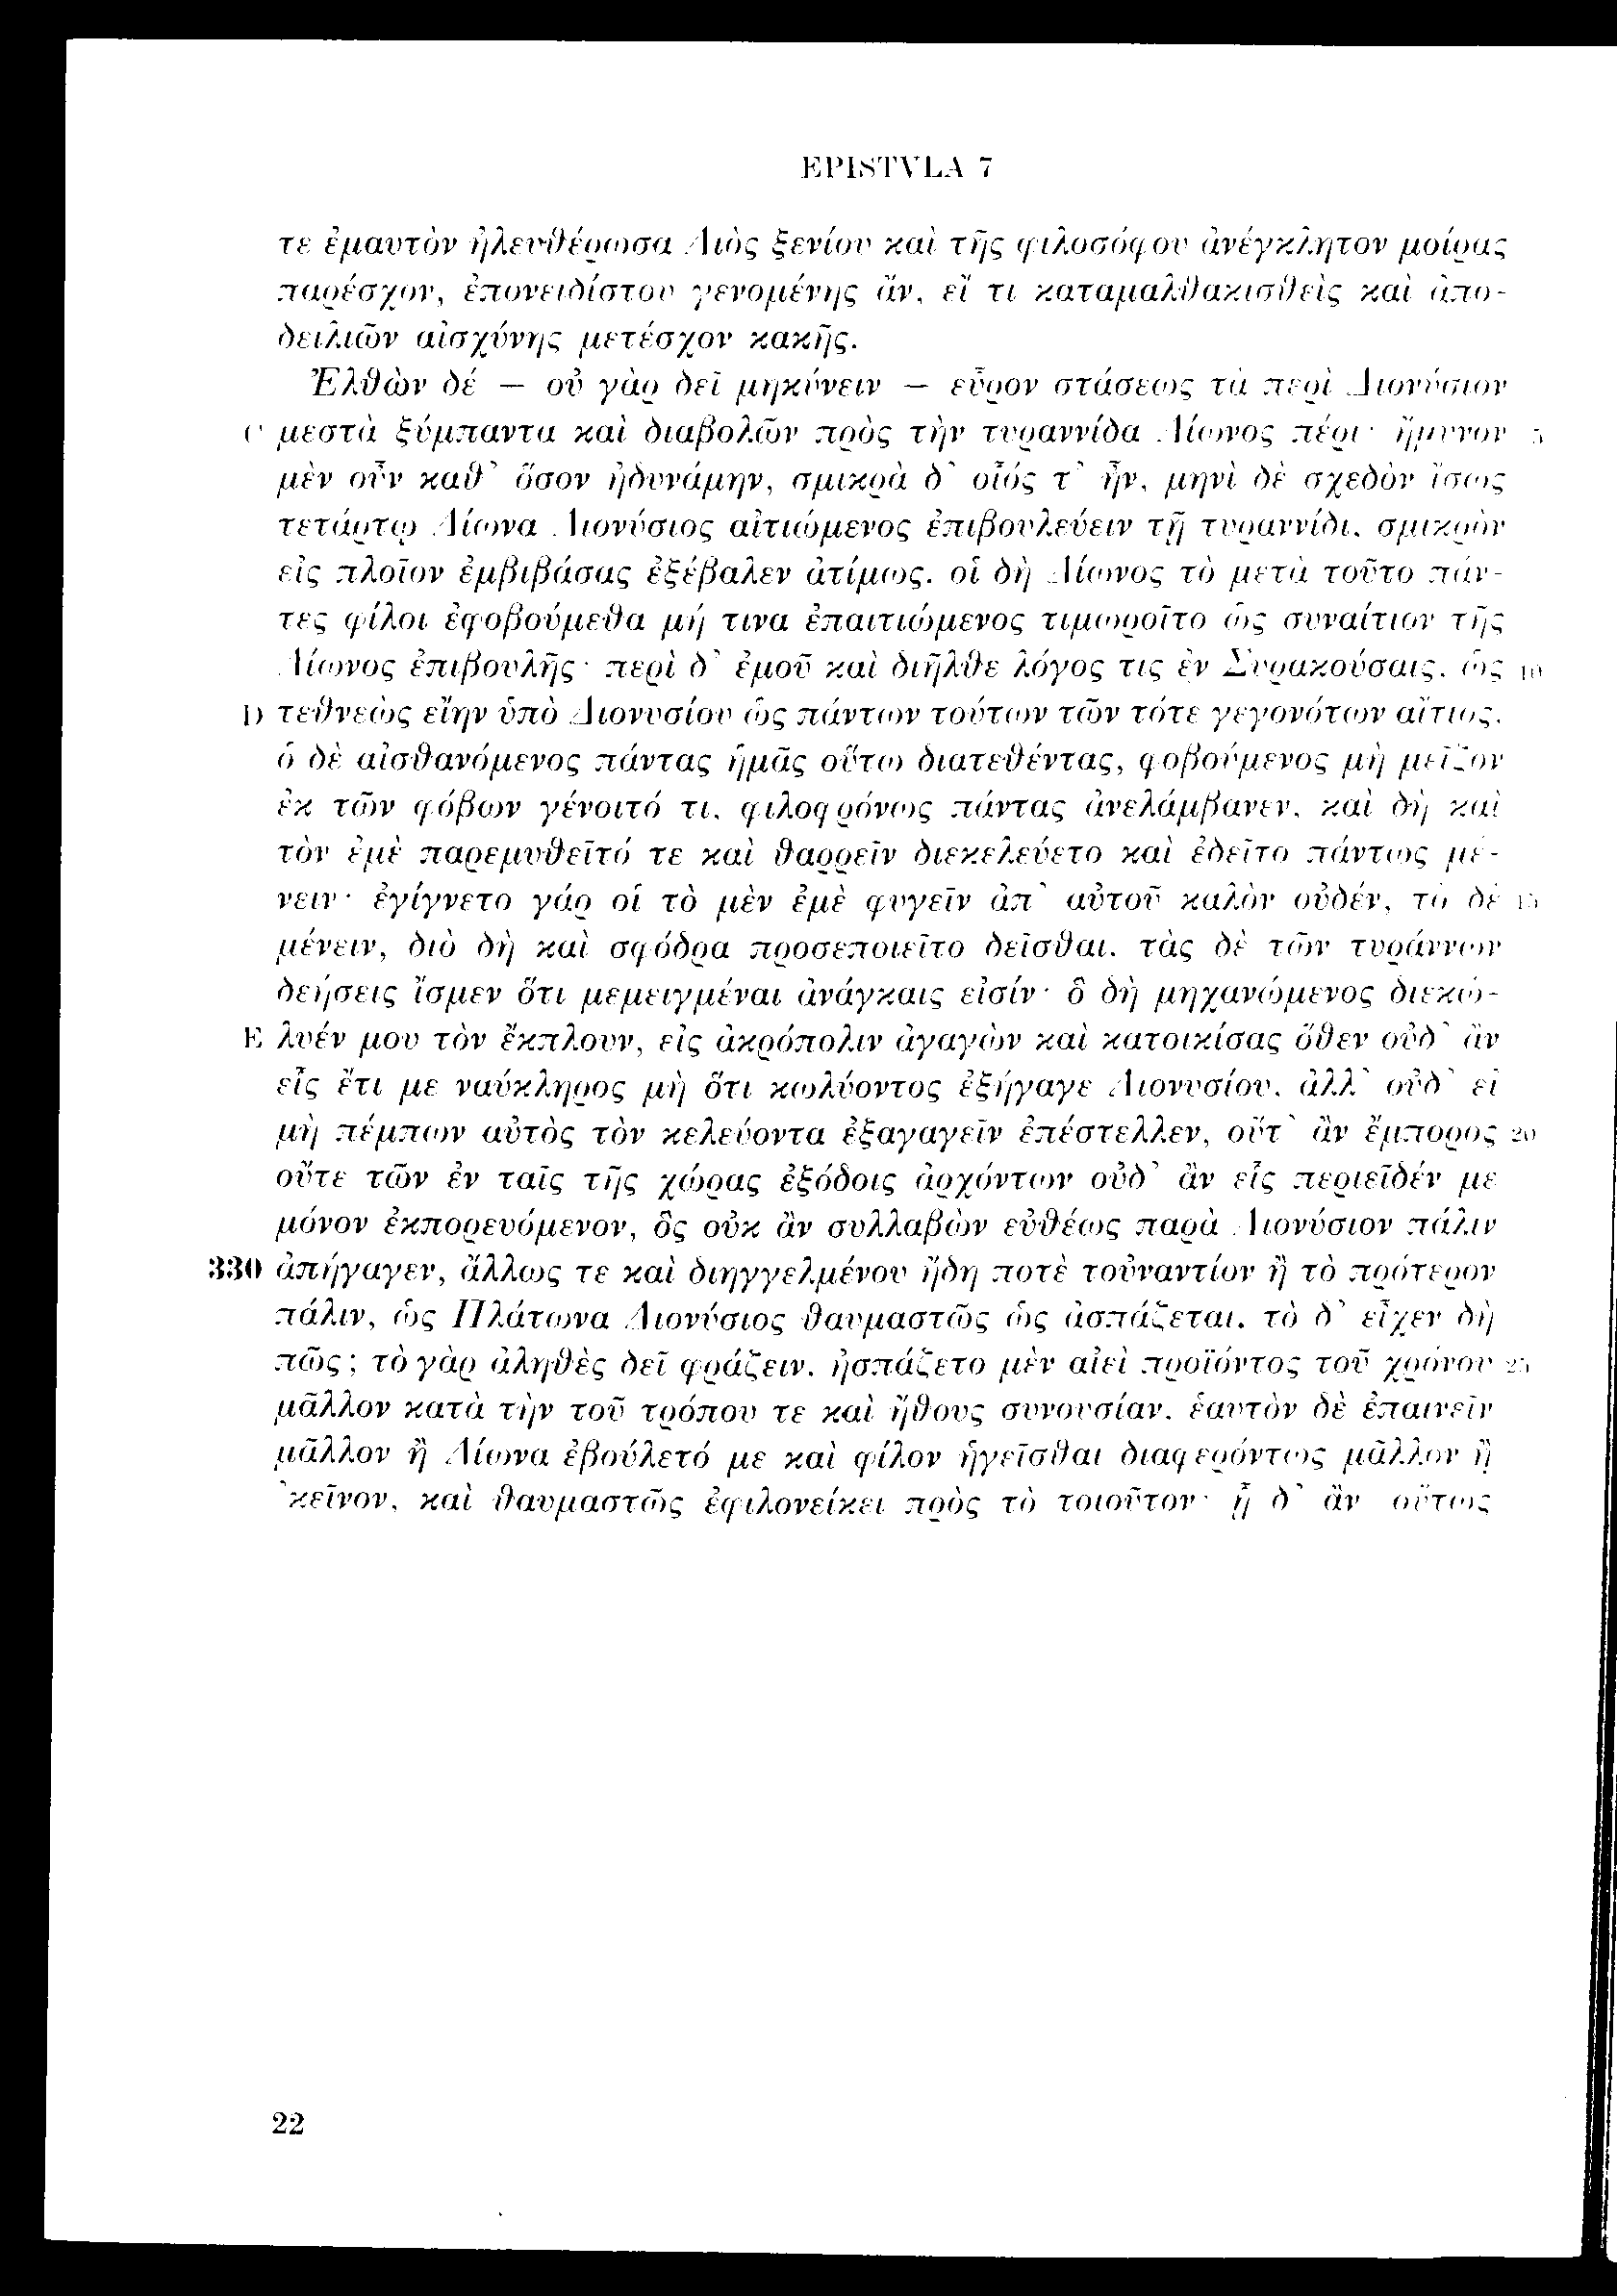 EPISTVLA 7
τε ἐμαυτὸν ἠλευθέρωσα Διὸς ξενίου καὶ τῆς φιλοσόφου ἀνέγκλητον μοίρας
παρέσχον, ἐπονειδίστου γενομένης ἄν, εἴ τι καταμαλθακισθεὶς καὶ ἀπο-
δειλιῶν αἰσχύνης μετέσχον κακῆς.
Ἐλθὼν δέ — οὐ γὰρ δεῖ μηκύνειν — εὗρον στάσεως τὰ περὶ Διονύσιον
C μεστὰ ξύμπαντα καὶ διαβολῶν πρὸς τὴν τυραννίδα Δίωνος πέρι· ἤμυνον 5
μὲν οὖν καθ᾽ ὅσον ἠδυνάμην, σμικρὰ δ᾽ οἷός τ᾽ ἦν, μηνὶ δὲ σχεδὸν ἴσως
τετάρτῳ Δίωνα Διονύσιος αἰτιώμενος ἐπιβουλεύειν τῇ τυραννίδι, σμικρὸν
εἰς πλοῖον ἐμβιβάσας ἐξέβαλεν ἀτίμως. οἱ δὴ Δίωνος τὸ μετὰ τοῦτο πάν-
τες φίλοι ἐφοβούμεθα μή τινα ἐπαιτιώμενος τιμωροῖτο ὡς συναίτιον τῆς
Δίωνος ἐπιβουλῆς· περὶ δ᾽ ἐμοῦ καὶ διῆλθε λόγος τις ἐν Συρακούσαις, ὡς 10
D τεθνεὼς εἴην ὑπὸ Διονυσίου ὡς πάντων τούτων τῶν τότε γεγονότων αἴτιος.
ὁ δὲ αἰσθανόμενος πάντας ἡμᾶς οὕτω διατεθέντας, φοβούμενος μὴ μεῖζον
ἐκ τῶν φόβων γένοιτό τι, φιλοφρόνως πάντας ἀνελάμβανεν, καὶ δὴ καὶ
τὸν ἐμὲ παρεμυθεῖτό τε καὶ θαρρεῖν διεκελεύετο καὶ ἐδεῖτο πάντως μέ-
νειν· ἐγίγνετο γάρ οἱ τὸ μὲν ἐμὲ φυγεῖν ἀπ᾽ αὐτοῦ καλὸν οὐδέν, τὸ δὲ 15
μένειν, διὸ δὴ καὶ σφόδρα προσεποιεῖτο δεῖσθαι. τὰς δὲ τῶν τυράννων
δεήσεις ἴσμεν ὅτι μεμειγμέναι ἀνάγκαις εἰσίν· ὃ δὴ μηχανώμενος διεκώ-
E λυέν μου τὸν ἔκπλουν, εἰς ἀκρόπολιν ἀγαγὼν καὶ κατοικίσας ὅθεν οὐδ᾽ ἂν
εἷς ἔτι με ναύκληρος μὴ ὅτι κωλύοντος ἐξήγαγε Διονυσίου, ἀλλ᾽ οὐδ᾽ εἰ
μὴ πέμπων αὐτὸς τὸν κελεύοντα ἐξαγαγεῖν ἐπέστελλεν, οὔτ᾽ ἂν ἔμπορος 20
οὔτε τῶν ἐν ταῖς τῆς χώρας ἐξόδοις ἀρχόντων οὐδ᾽ ἂν εἷς περιεῖδέν με
μόνον ἐκπορευόμενον, ὃς οὐκ ἂν συλλαβὼν εὐθέως παρὰ Διονύσιον πάλιν
330 ἀπήγαγεν, ἄλλως τε καὶ διηγγελμένου ἤδη ποτὲ τοὐναντίον ἢ τὸ πρότερον
πάλιν, ὡς Πλάτωνα Διονύσιος θαυμαστῶς ὡς ἀσπάζεται. τὸ δ᾽ εἶχεν δὴ
πῶς; τὸ γὰρ ἀληθὲς δεῖ φράζειν. ἠσπάζετο μὲν αἰεὶ προϊόντος τοῦ χρόνου 25
μᾶλλον κατὰ τὴν τοῦ τρόπου τε καὶ ἤθους συνουσίαν, ἑαυτὸν δὲ ἐπαινεῖν
μᾶλλον ἢ Δίωνα ἐβούλετό με καὶ φίλον ἡγεῖσθαι διαφερόντως μᾶλλον ἢ
᾽κεῖνον, καὶ θαυμαστῶς ἐφιλονείκει πρὸς τὸ τοιοῦτον· ᾗ δ᾽ ἂν οὕτως
22